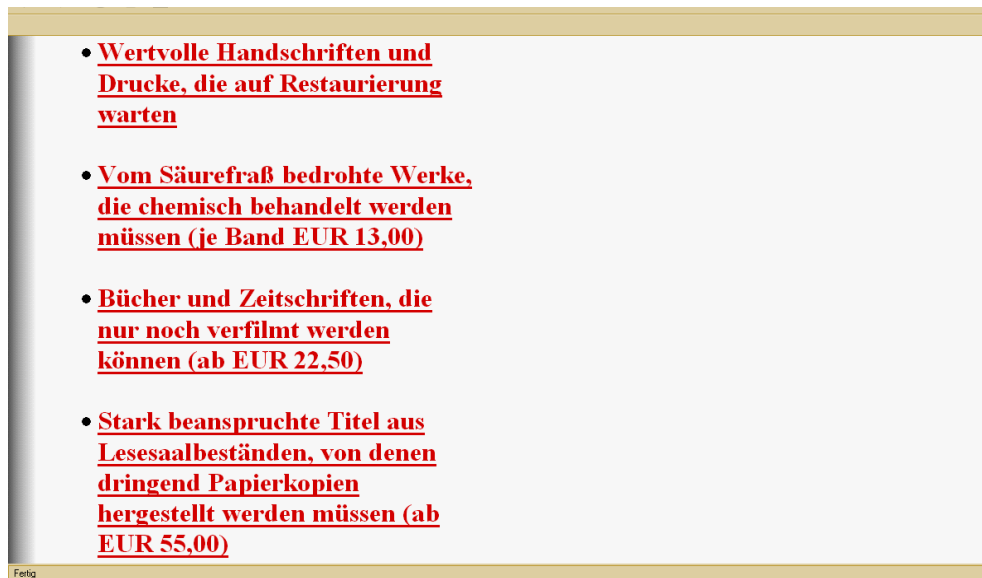 Wertvolle Handschriften und
Drucke, die auf Restaurierung
warten
Vom Säurefraß bedrohte Werke,
die chemisch behandelt werden
müssen (je Band EUR 13,00)
Bücher und Zeitschriften, die
nur noch verfilmt werden
können (ab EUR 22,50)
Stark beanspruchte Titel aus
Lesesaalbeständen, von denen
dringend Papierkopien
hergestellt werden müssen (ab
EUR 55,00)
Fertig